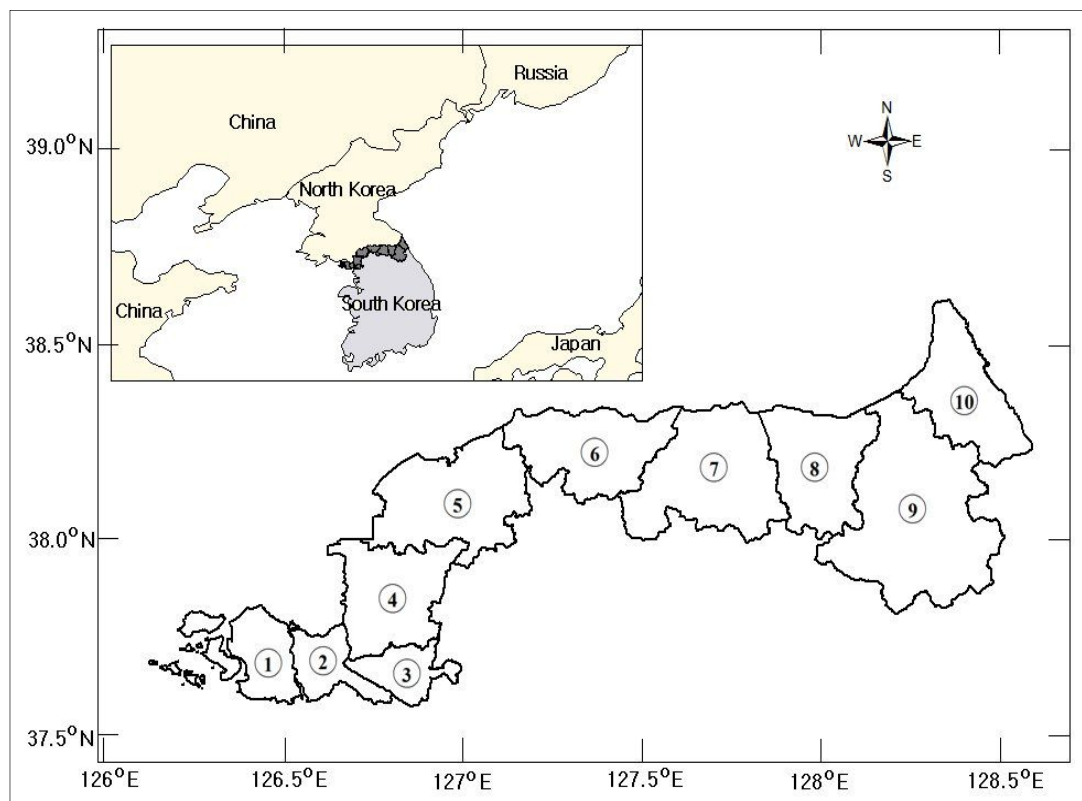 Russia
China
39.0°N
N
W E
S
North Korea
China
South Korea
38.5°N
Japan
10
6
7
8
5
9
38.0°N
4
1
2
3
37.5°N
126°E
126.5°E
127°E
127.5°E
128°E
128.5°E